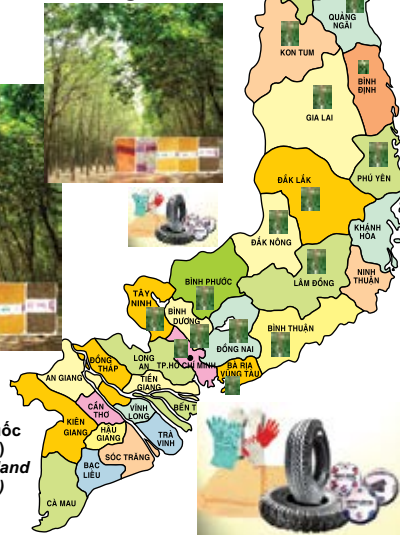 QUẢNG
NGÃI
KON TUM
BÌNH
ĐỊNH
GIA LAI
ĐẮK LẮK
PHÚ YÊN
KHÁNH
HÒA
ĐẮK NÔNG
BÌNH PHƯỚC
LÂM ĐỒNG
NINH
THUẬN
TÂY
NINH
BÌNH
DƯƠNG
BÌNH THUẬN
ĐỒNG NAI
LONG
AN
TP.HỒ CHÍ MINH
BÀ RỊA
VŨNG TÀU
ĐỒNG
THÁP
AN GIANG
TIỀN
GIANG
BẾN T
CẦN
THƠ
VĨNH
LONG
KIÊN
GIANG
HẬU
GIANG
TRÀ
VINH
SÓC TRĂNG
BẠC
LIÊU
CÀ MAU
uốc
)
land
)